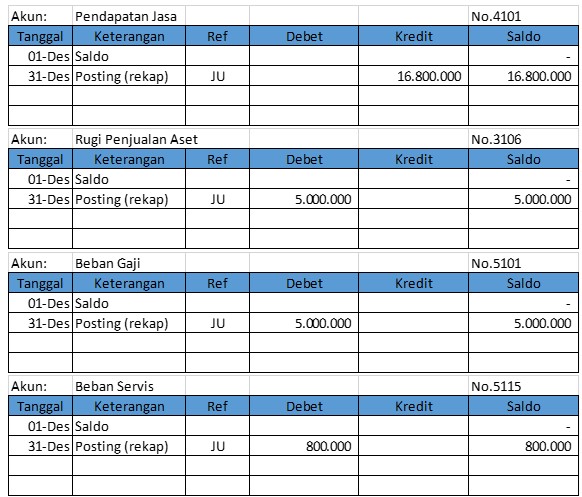 Akun: Pendapatan Jasa No.4101
Tanggal Keterangan Ref Debet Kredit Saldo
01-Des Saldo -
31-Des Posting (rekap) JU 16.800.000 16.800.000
Akun: Rugi Penjualan Aset No.3106
Tanggal Keterangan Ref Debet Kredit Saldo
01-Des Saldo -
31-Des Posting (rekap) JU 5.000.000 5.000.000
Akun: Beban Gaji No.5101
Tanggal Keterangan Ref Debet Kredit Saldo
01-Des Saldo -
31-Des Posting (rekap) JU 5.000.000 5.000.000
Akun: Beban Servis No.5115
Tanggal Keterangan Ref Debet Kredit Saldo
01-Des Saldo -
31-Des Posting (rekap) JU 800.000 800.000